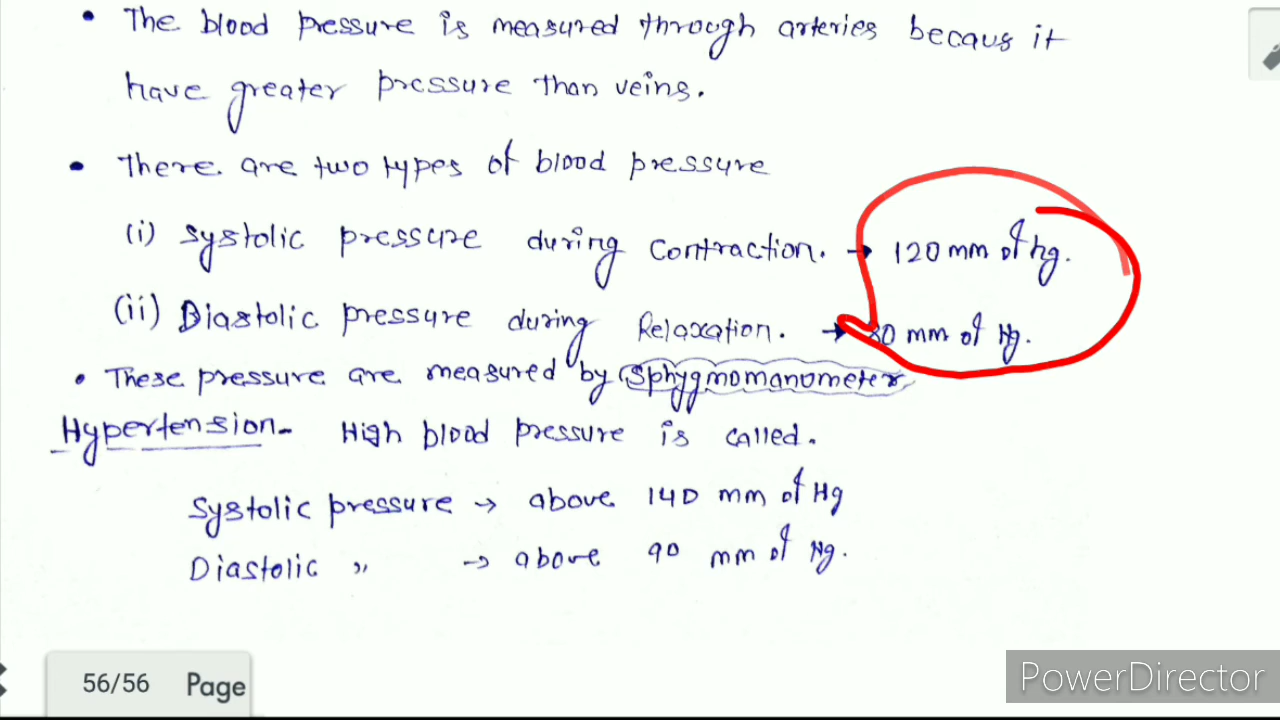 • The blood pressure is measured through arteries becaus it
have greater pressure than veins.
• There are two types of blood pressure
(i) Systolic pressure during Contraction. → 120 mm of hg.
(ii) Diastolic pressure during Relaxation. → 80 mm of Hg.
• These pressure are measured by Sphygmomanometer
Hypertension- High blood pressure is called.
Systolic pressure → above 140 mm of Hg
Diastolic ,, → above 90 mm of Hg.
56/56 Page
PowerDirector